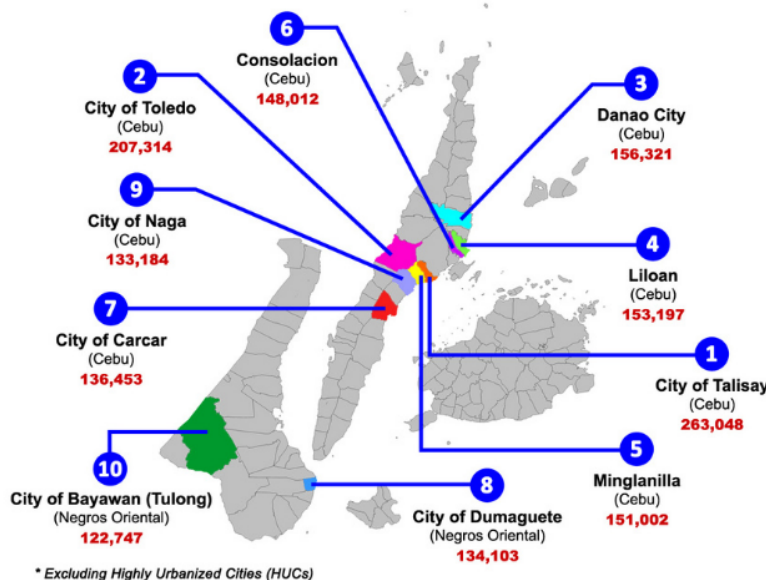 6
Consolacion
(Cebu)
148,012
2
City of Toledo
(Cebu)
207,314
3
Danao City
(Cebu)
156,321
9
City of Naga
(Cebu)
133,184
4
Liloan
(Cebu)
153,197
7
City of Carcar
(Cebu)
136,453
1
City of Talisay
(Cebu)
263,048
5
Minglanilla
(Cebu)
151,002
10
City of Bayawan (Tulong)
(Negros Oriental)
122,747
8
City of Dumaguete
(Negros Oriental)
134,103
* Excluding Highly Urbanized Cities (HUCs)